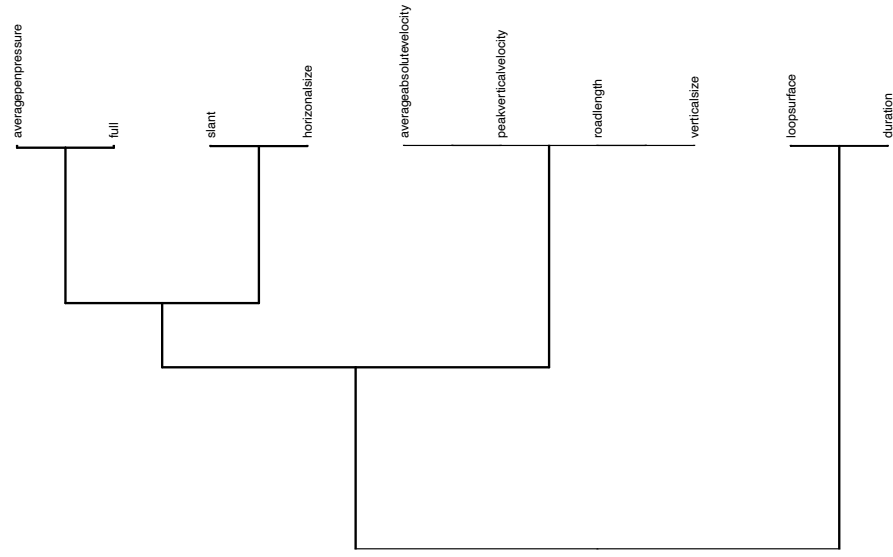 averagepenpressure
full
slant
horizonalsize
averageabsolutevelocity
peakverticalvelocity
roadlength
verticalsize
loopsurface
duration